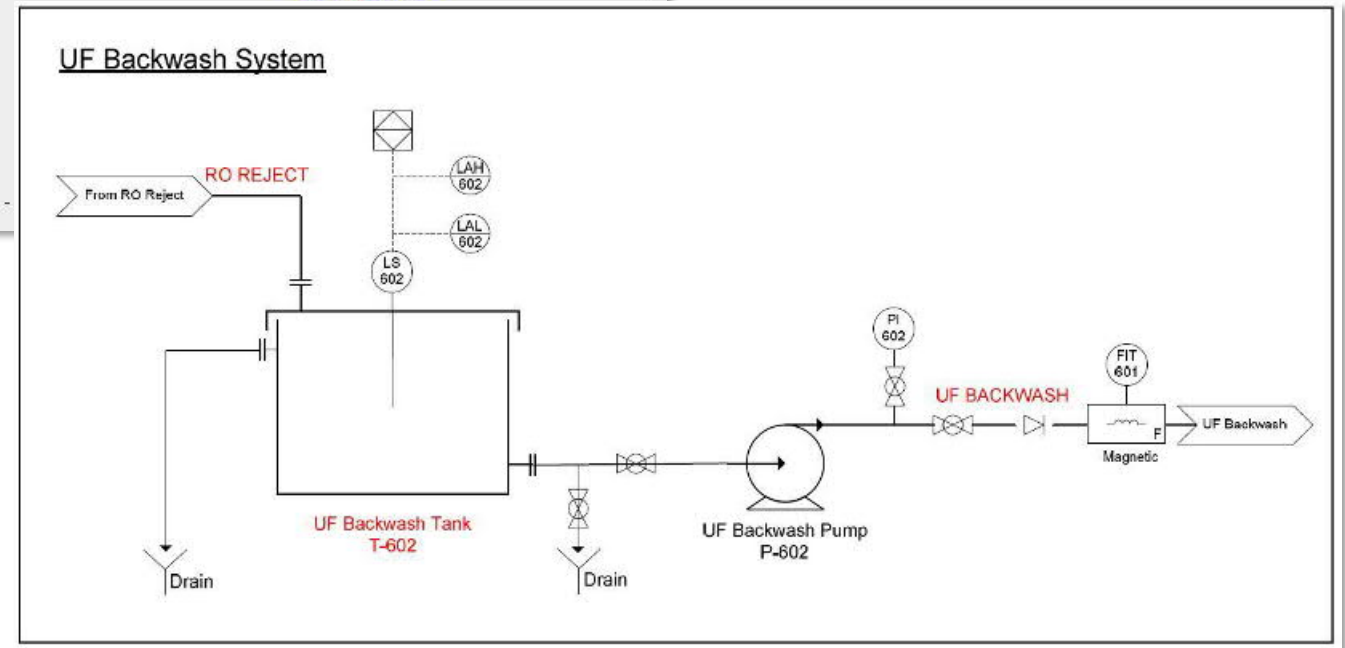 UF Backwash System
From RO Reject
RO REJECT
LAH
602
LAL
602
LS
602
PI
602
FIT
601
UF BACKWASH
F
UF Backwash
Magnetic
UF Backwash Tank
T-602
UF Backwash Pump
P-602
Drain
Drain